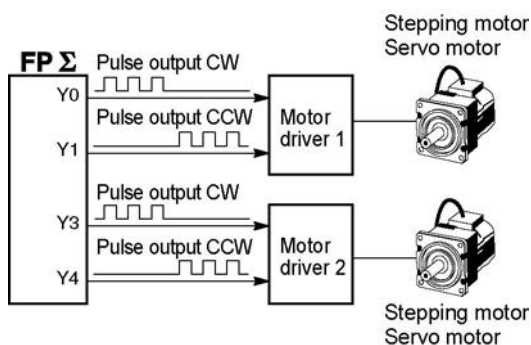 Stepping motor
Servo motor
FP Σ
Pulse output CW
Y0
Pulse output CCW
Y1
Motor
driver 1
Pulse output CW
Y3
Pulse output CCW
Y4
Motor
driver 2
Stepping motor
Servo motor